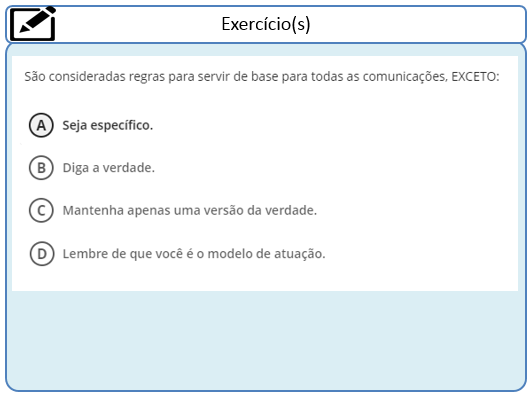 Exercício(s)
São consideradas regras para servir de base para todas as comunicações, EXCETO:
A Seja específico.
B Diga a verdade.
C Mantenha apenas uma versão da verdade.
D Lembre de que você é o modelo de atuação.